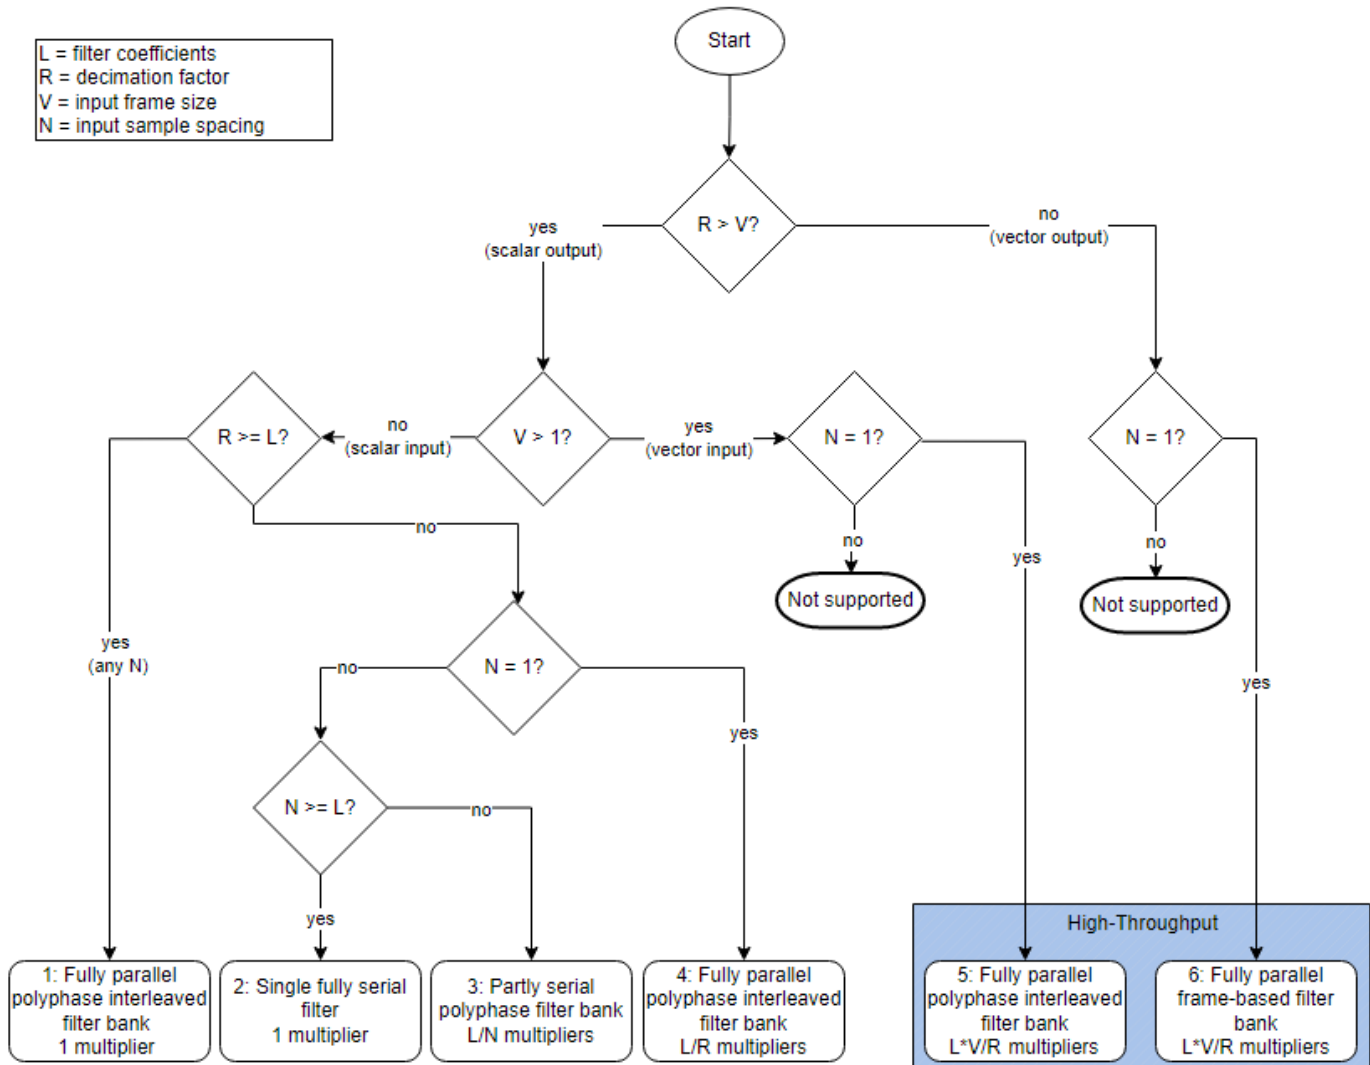 Start
L = filter coefficients
R = decimation factor
V = input frame size
N = input sample spacing
R > V?
yes
(scalar output)
no
(vector output)
R >= L?
no
(scalar input)
V > 1?
yes
(vector input)
N = 1?
N = 1?
no
no
no
yes
Not supported
Not supported
yes
(any N)
no
N = 1?
yes
yes
N >= L?
no
yes
High-Throughput
1: Fully parallel
polyphase interleaved
filter bank
1 multiplier
2: Single fully serial
filter
1 multiplier
3: Partly serial
polyphase filter bank
L/N multipliers
4: Fully parallel
polyphase interleaved
filter bank
L/R multipliers
5: Fully parallel
polyphase interleaved
filter bank
L*V/R multipliers
6: Fully parallel
frame-based filter
bank
L*V/R multipliers